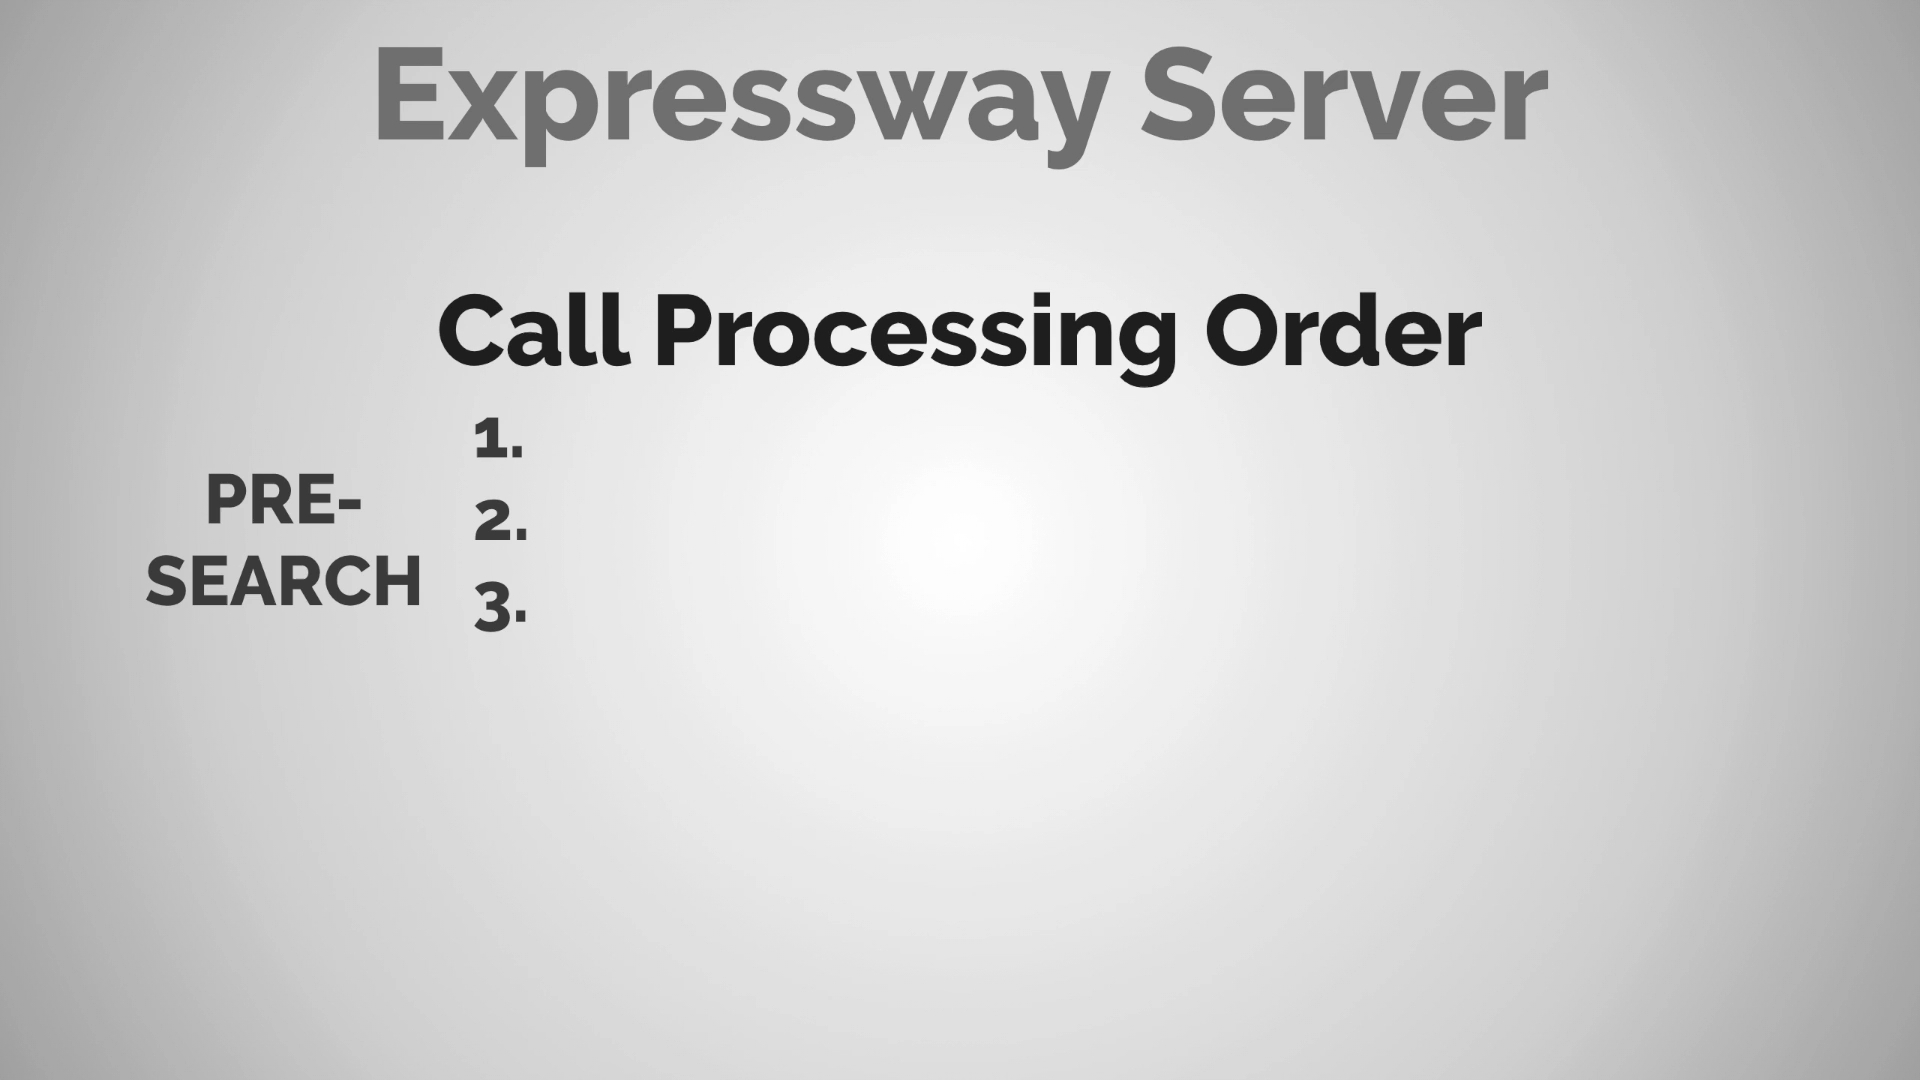 Expressway Server
Call Processing Order
PRE-
SEARCH
1.
2.
3.